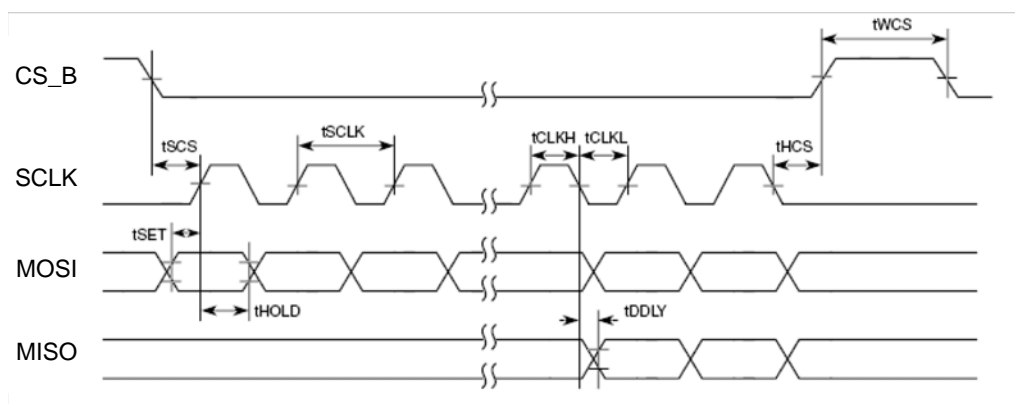 tWCS
CS_B
tSCLK
tCLKH
tCLKL
tSCS
tHCS
SCLK
tSET
MOSI
tHOLD
tDDLY
MISO